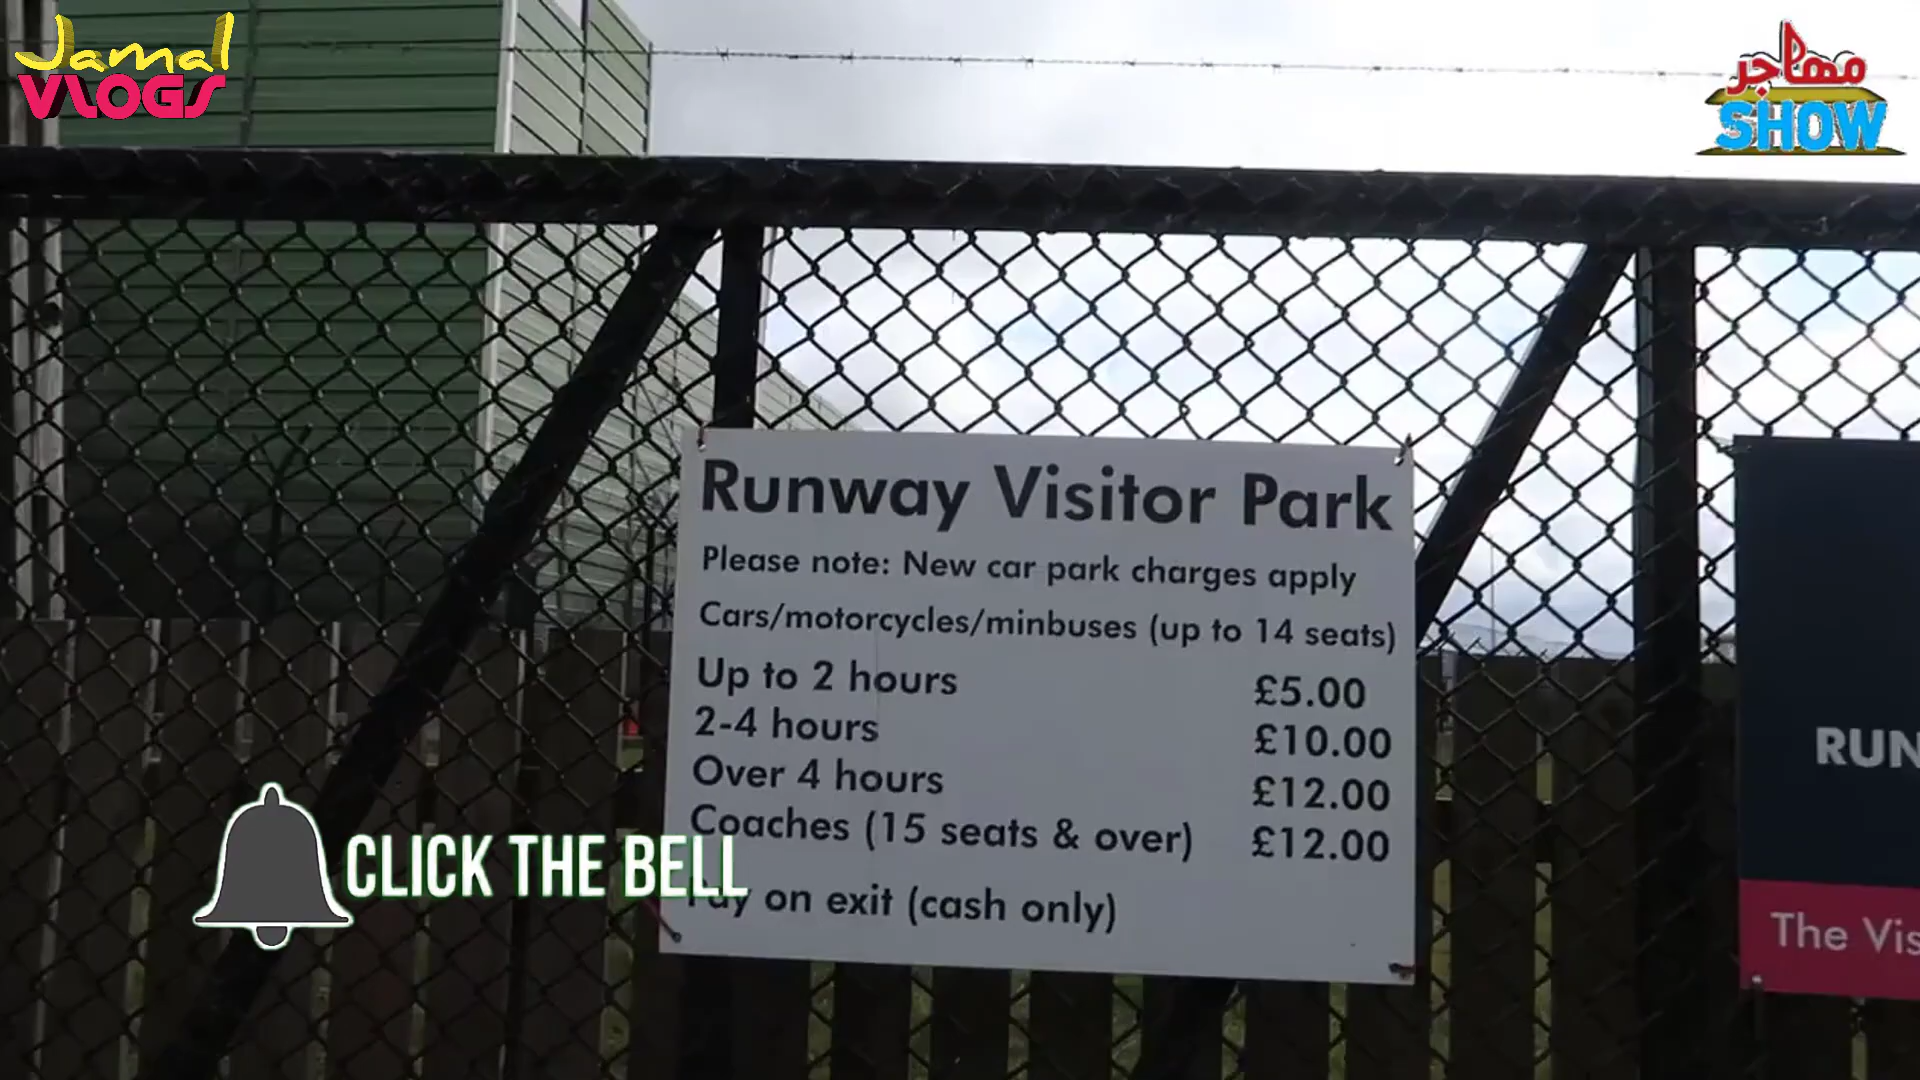 Jamal
VLOGS
مهاجر
SHOW
Runway Visitor Park
Please note: New car park charges apply
Cars/motorcycles/minbuses (up to 14 seats)
Up to 2 hours £5.00
2-4 hours £10.00
Over 4 hours £12.00
Coaches (15 seats & over) £12.00
Pay on exit (cash only)
CLICK THE BELL
RUN
The Vis